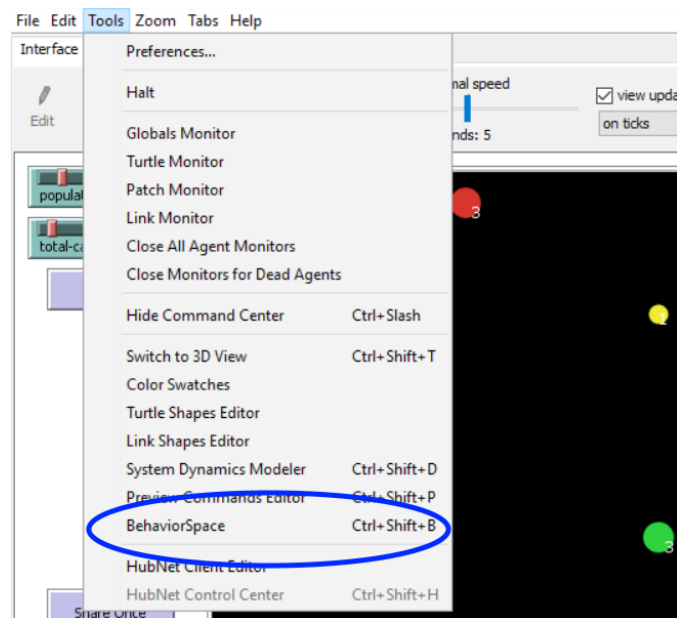 File Edit Tools Zoom Tabs Help
Interface
Preferences...
Halt
Edit
mal speed
view upda
on ticks
nds: 5
Globals Monitor
Turtle Monitor
Patch Monitor
Link Monitor
Close All Agent Monitors
Close Monitors for Dead Agents
populat
total-ca
3
1
Hide Command Center Ctrl+Slash
Switch to 3D View Ctrl+Shift+T
Color Swatches
Turtle Shapes Editor
Link Shapes Editor
System Dynamics Modeler Ctrl+Shift+D
Preview Commands Editor Ctrl+Shift+P
BehaviorSpace Ctrl+Shift+B
3
HubNet Client Editor
HubNet Control Center Ctrl+Shift+H
Share Once